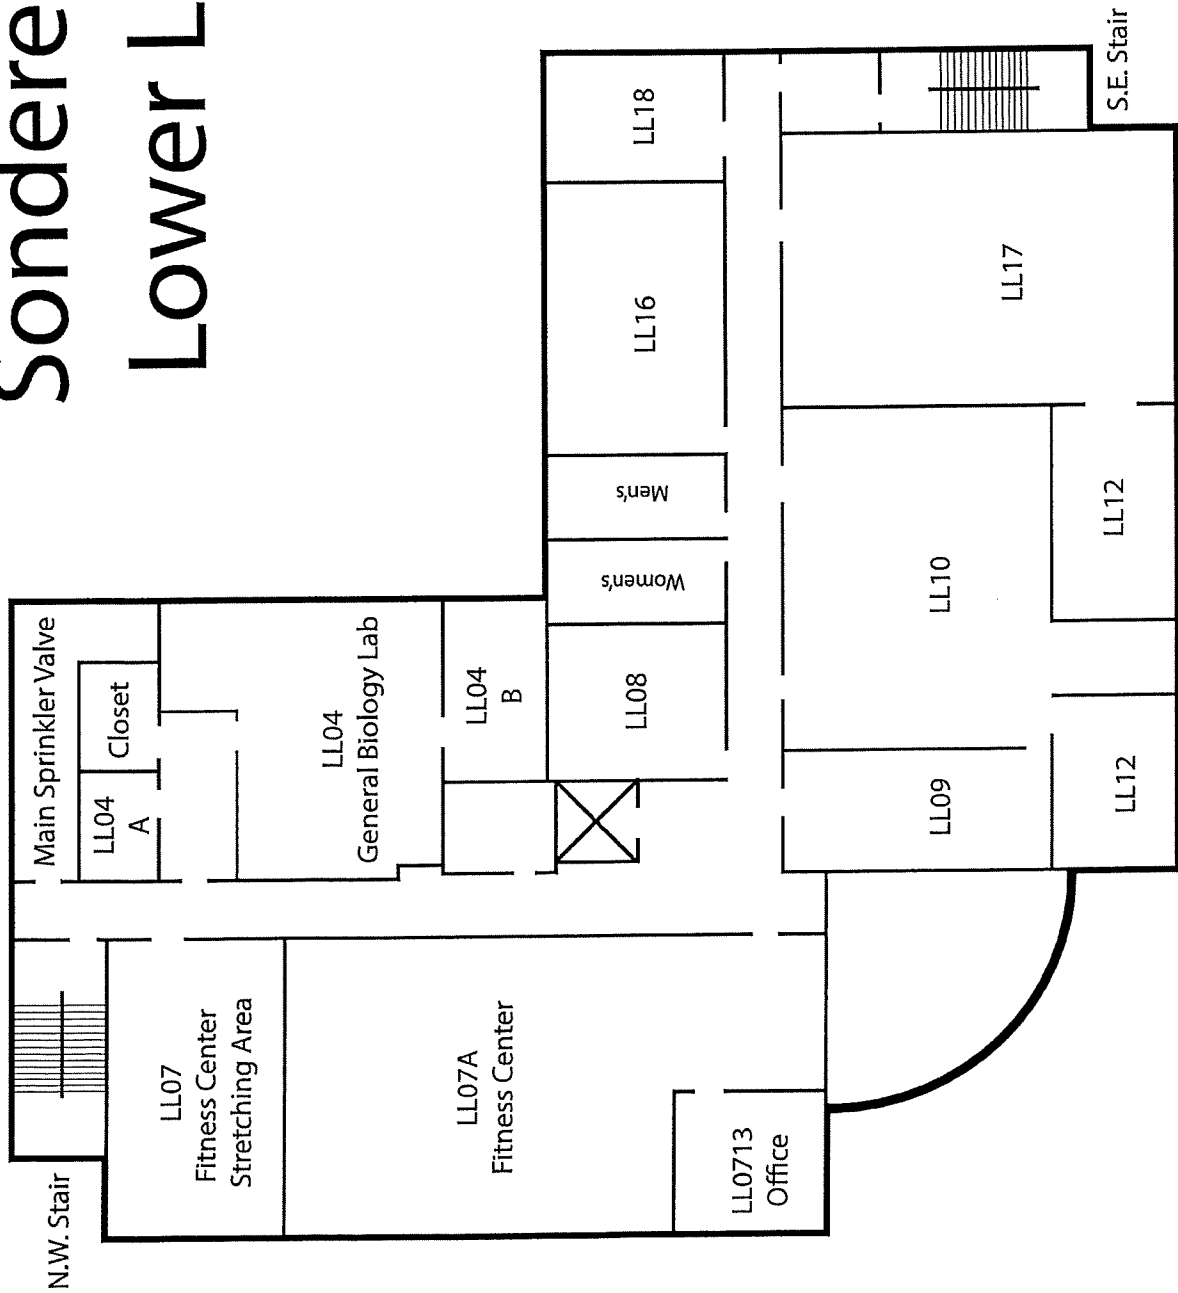 Sondere
Lower L
N.W. Stair
Main Sprinkler Valve
LL04
A
Closet
LL07
Fitness Center
Stretching Area
LL04
General Biology Lab
LL07A
Fitness Center
LL04
B
LL0713
Office
LL08
Women's
Men's
LL16
LL18
LL09
LL10
LL17
LL12
LL12
S.E. Stair